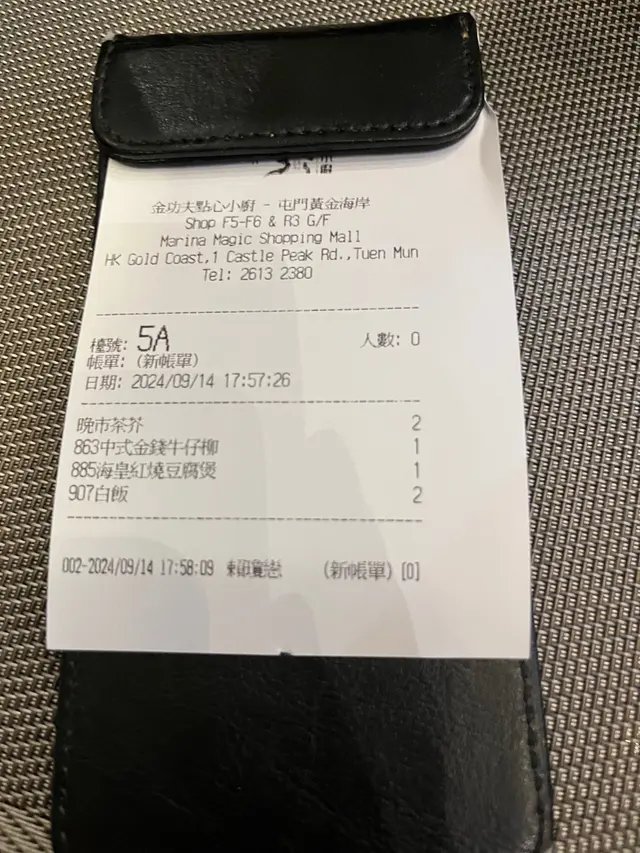 金功夫點心小廚 - 屯門黃金海岸
Shop F5-F6 & R3 G/F
Marina Magic Shopping Mall
HK Gold Coast,1 Castle Peak Rd.,Tuen Mun
Tel: 2613 2380
檯號: 5A 人數: 0
帳單: (新帳單)
日期: 2024/09/14 17:57:26
晚市茶芥 2
863中式金錢牛仔柳 1
885海皇紅燒豆腐煲 1
907白飯 2
002-2024/09/14 17:58:09 (新帳單) [0]